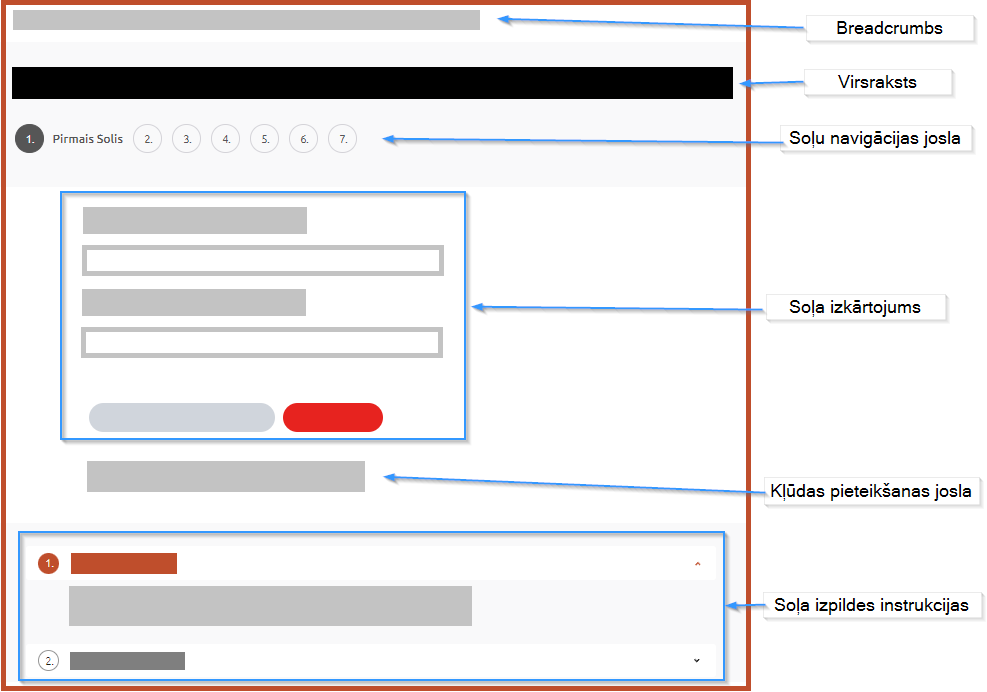 Breadcrumbs
Virsraksts
1. Pirmais Solis 2. 3. 4. 5. 6. 7.
Soļu navigācijas josla
Soļa izkārtojums
Kļūdas pieteikšanas josla
1.
Soļa izpildes instrukcijas
2.